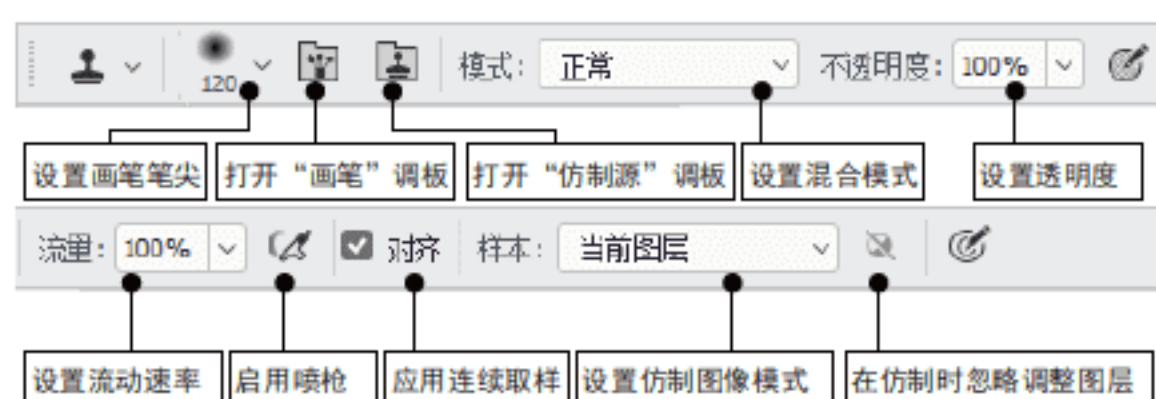 120 模式: 正常 不透明度: 100%
设置画笔笔尖 打开“画笔”调板 打开“仿制源”调板 设置混合模式 设置透明度
流量: 100% 对齐 样本: 当前图层
设置流动速率 启用喷枪 应用连续取样 设置仿制图像模式 在仿制时忽略调整图层